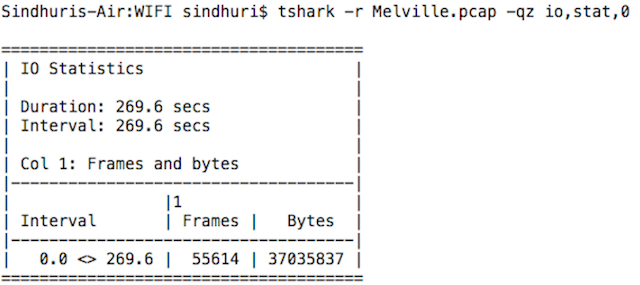 Sindhuris-Air:WIFI sindhuri$ tshark -r Melville.pcap -qz io,stat,0
=====================================
| IO Statistics                     |
|                                   |
| Duration: 269.6 secs              |
| Interval: 269.6 secs              |
|                                   |
| Col 1: Frames and bytes           |
|-----------------------------------|
|                |1                 |
| Interval       | Frames |   Bytes  |
|-----------------------------------|
|   0.0 <> 269.6 |  55614 | 37035837 |
=====================================